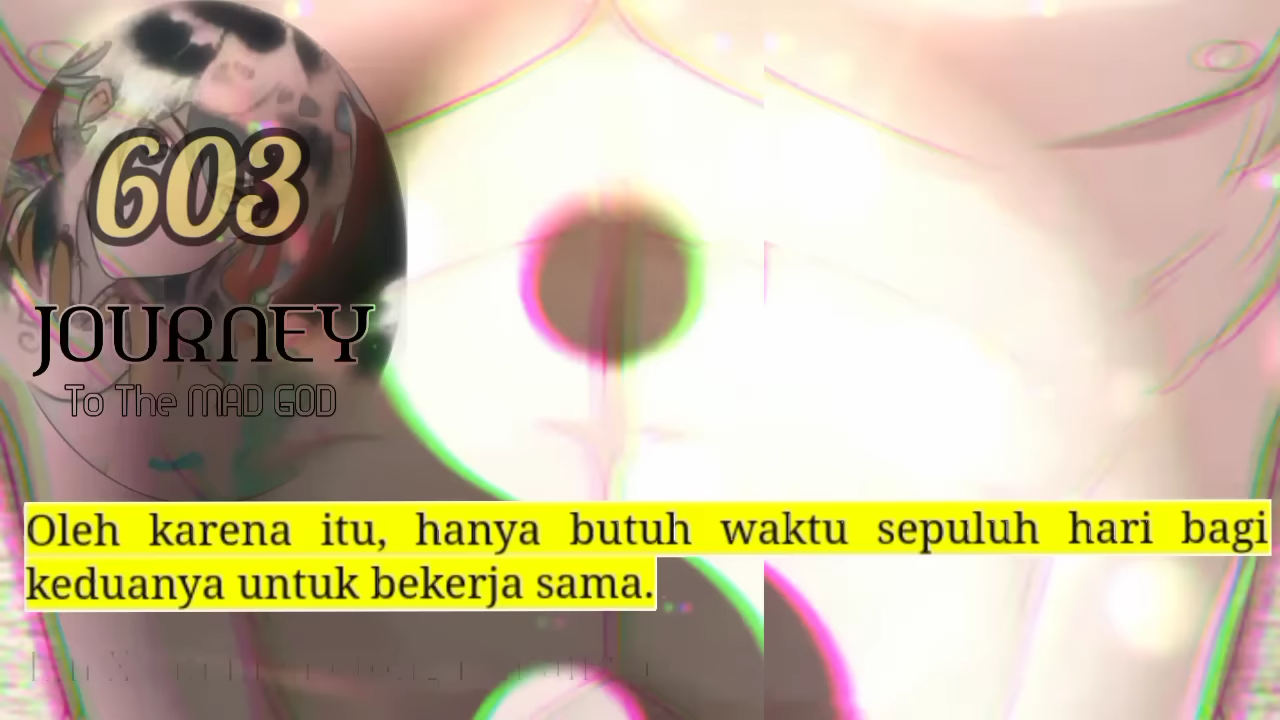 603
JOURNEY
To The MAD GOD
Oleh karena itu, hanya butuh waktu sepuluh hari bagi
keduanya untuk bekerja sama.